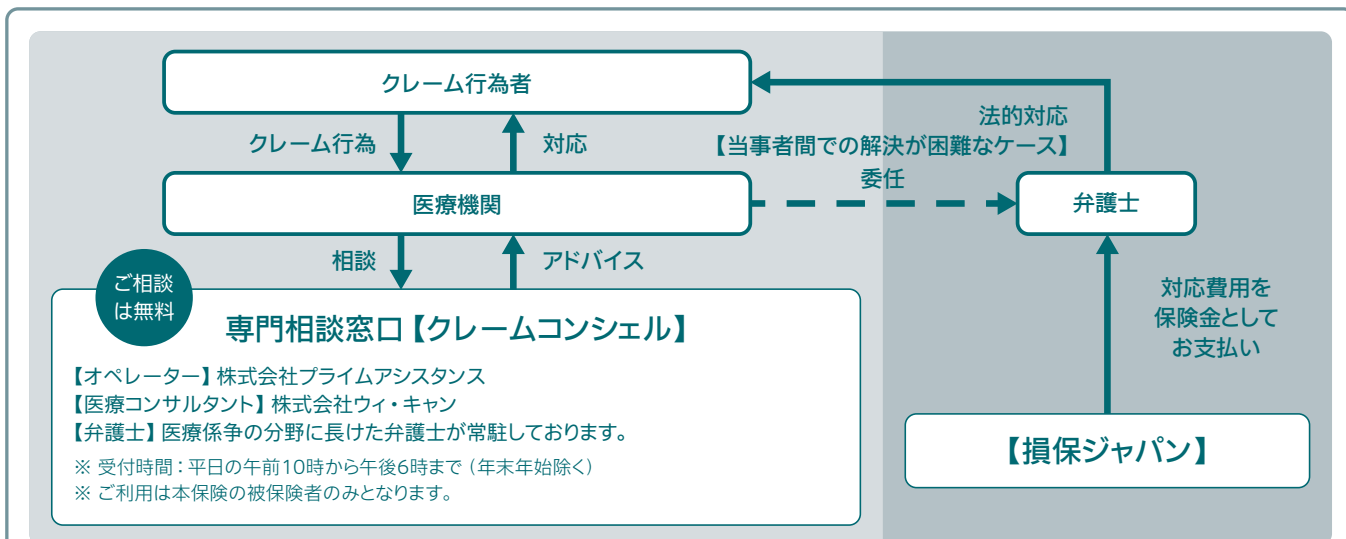 クレーム行為者
クレーム行為
対応
法的対応
【当事者間での解決が困難なケース】
委任
医療機関
弁護士
相談
アドバイス
ご相談
は無料
専門相談窓口【クレームコンシェル】
【オペレーター】株式会社プライムアシスタンス
【医療コンサルタント】株式会社ウィ・キャン
【弁護士】医療係争の分野に長けた弁護士が常駐しております。
※ 受付時間：平日の午前10時から午後6時まで（年末年始除く）
※ ご利用は本保険の被保険者のみとなります。
対応費用を
保険金として
お支払い
【損保ジャパン】